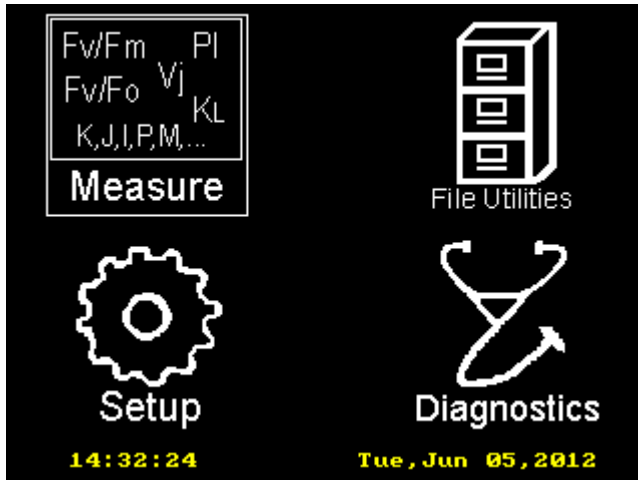 Fv/Fm PI
Fv/Fo Vj
KL
K,J,I,P,M,...
Measure
File Utilities
Setup
Diagnostics
14:32:24
Tue,Jun 05,2012